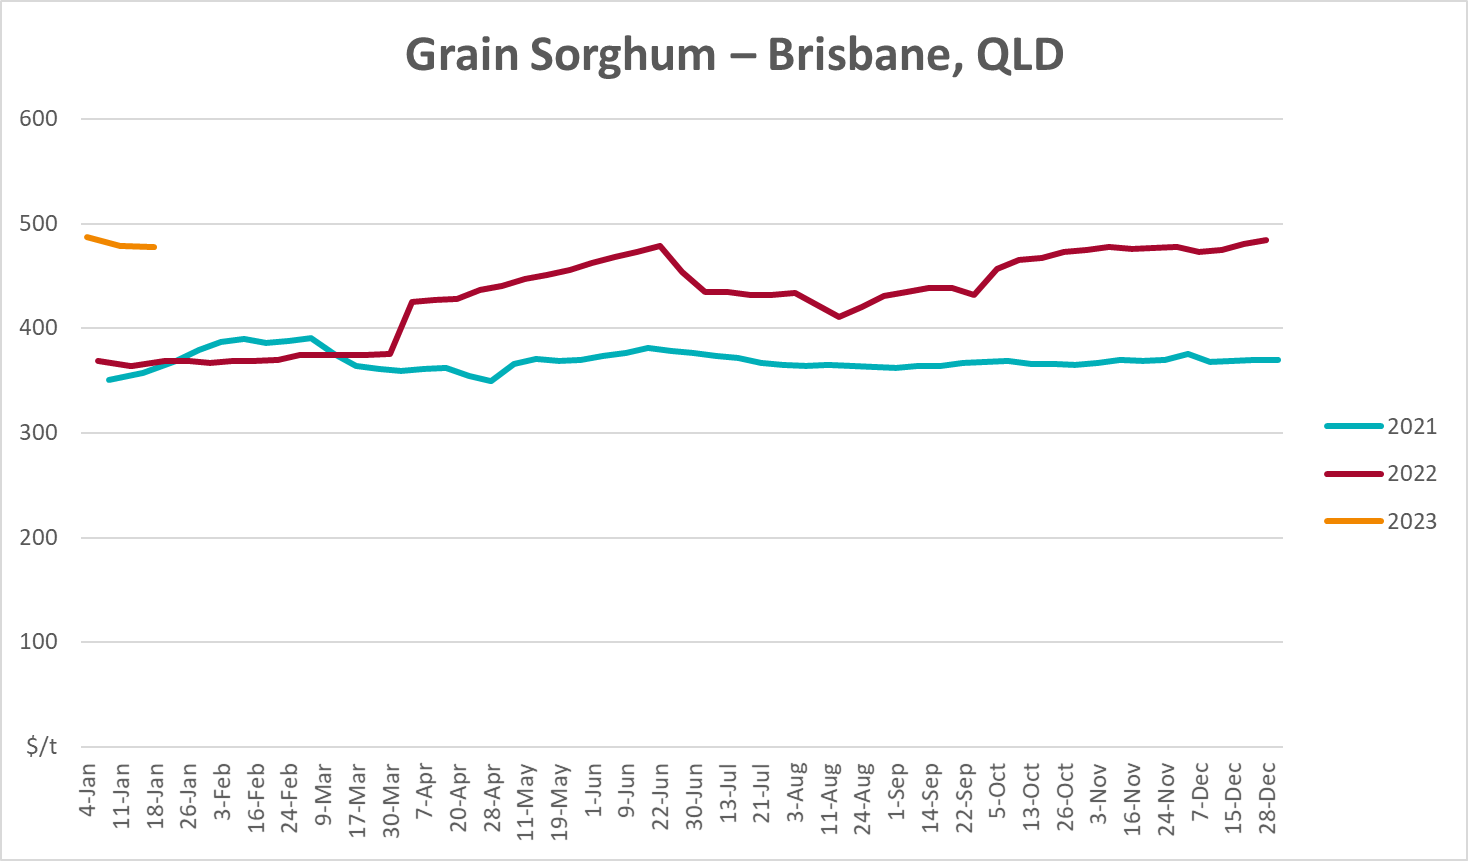 Grain Sorghum – Brisbane, QLD
600
500
400
300
200
100
$/t
4-Jan
11-Jan
18-Jan
26-Jan
3-Feb
16-Feb
24-Feb
9-Mar
17-Mar
30-Mar
7-Apr
20-Apr
28-Apr
11-May
19-May
1-Jun
9-Jun
22-Jun
30-Jun
13-Jul
21-Jul
3-Aug
11-Aug
24-Aug
1-Sep
14-Sep
22-Sep
5-Oct
13-Oct
26-Oct
3-Nov
16-Nov
24-Nov
7-Dec
15-Dec
28-Dec
2021
2022
2023